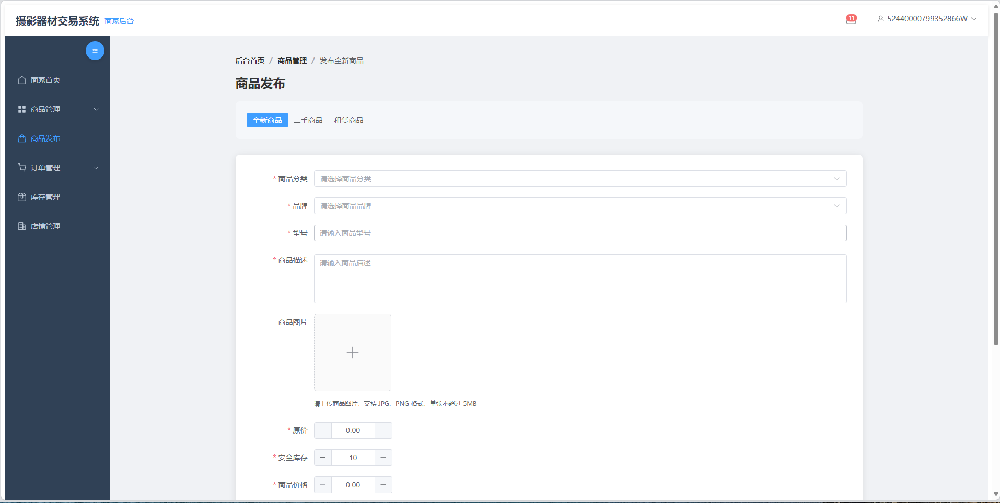 摄影器材交易系统 商家后台
11
52440000799352866W
商家首页
商品管理
商品发布
订单管理
库存管理
店铺管理
后台首页 / 商品管理 / 发布全新商品
商品发布
全新商品 二手商品 租赁商品
* 商品分类 请选择商品分类
* 品牌 请选择商品品牌
* 型号 请输入商品型号
* 商品描述 请输入商品描述
商品图片
请上传商品图片，支持 JPG、PNG 格式，单张不超过 5MB
* 原价 0.00
* 安全库存 10
* 商品价格 0.00